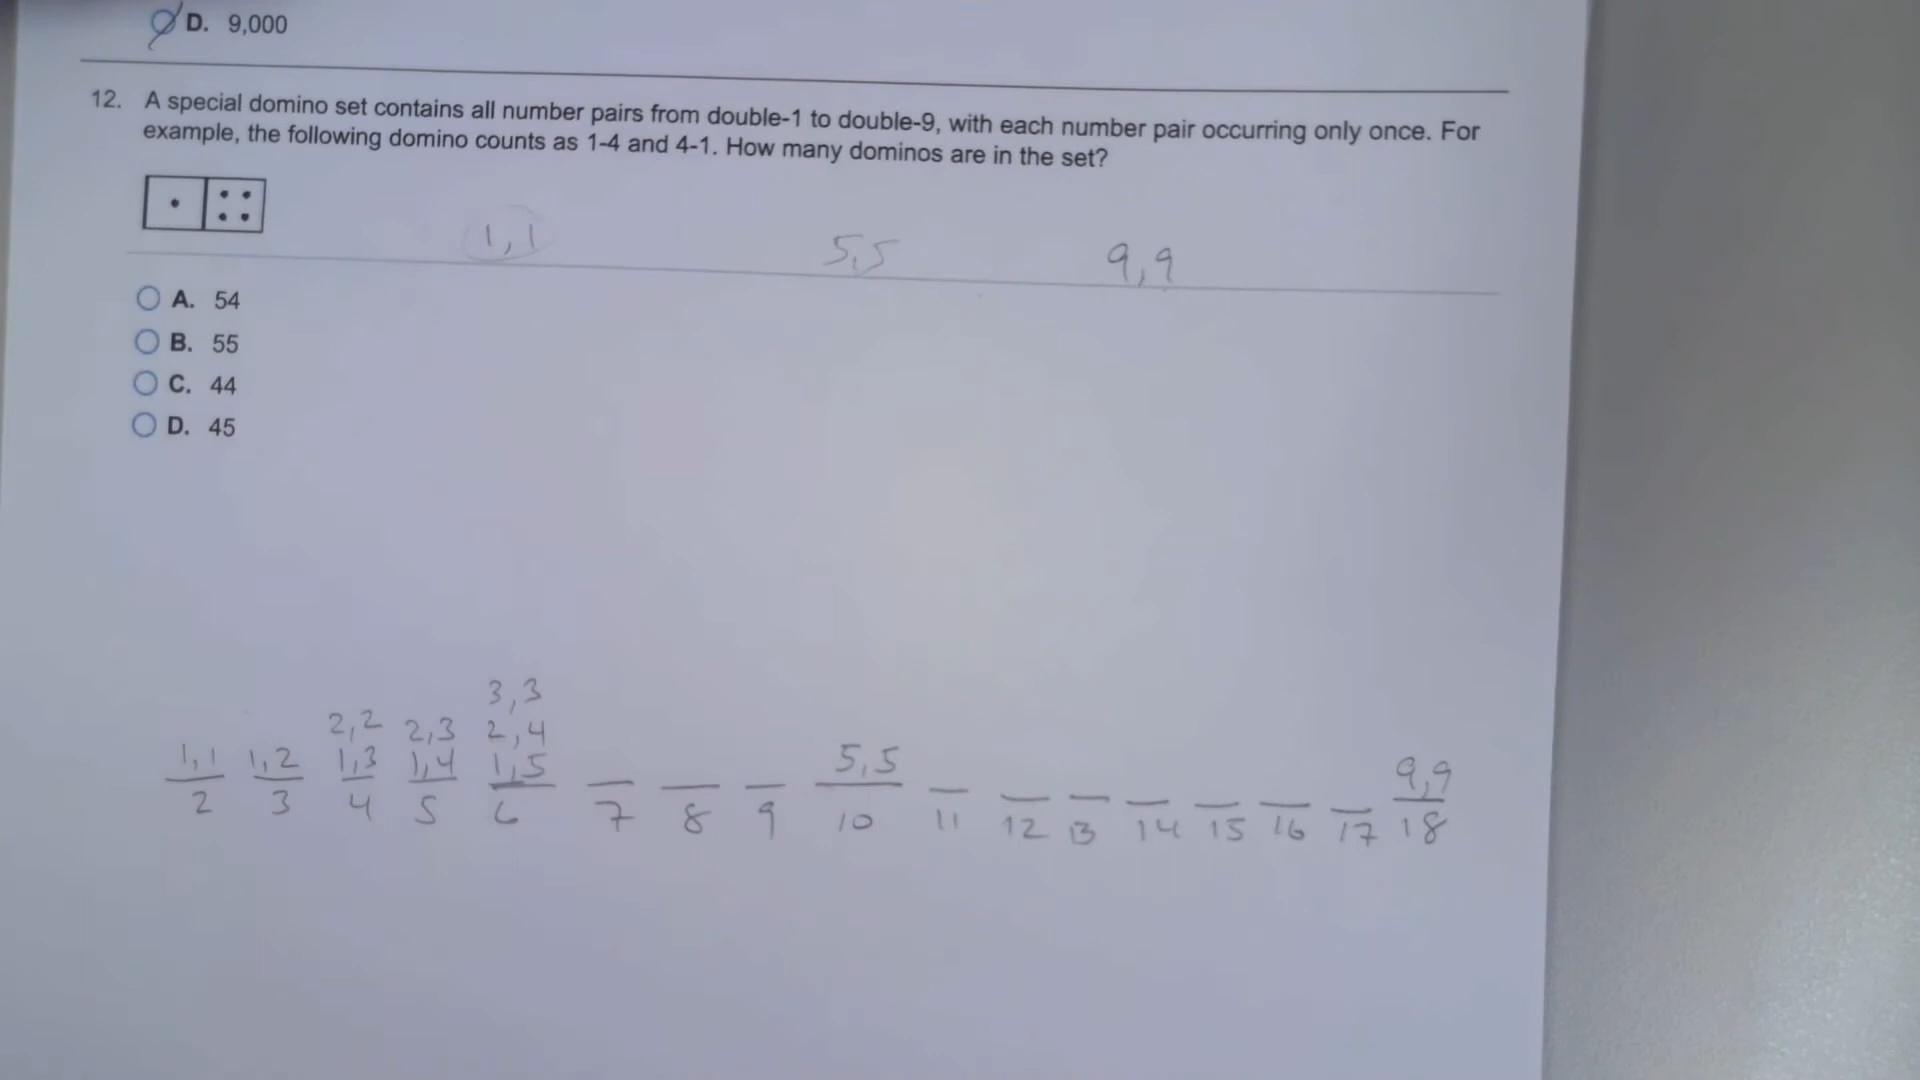 D. 9,000
12. A special domino set contains all number pairs from double-1 to double-9, with each number pair occurring only once. For
example, the following domino counts as 1-4 and 4-1. How many dominos are in the set?
1,1 5,5 9,9
A. 54
B. 55
C. 44
D. 45
3,3
2,2 2,3 2,4
1,1 1,2 1,3 1,4 1,5 5,5 9,9
2 3 4 5 6 7 8 9 10 11 12 13 14 15 16 17 18